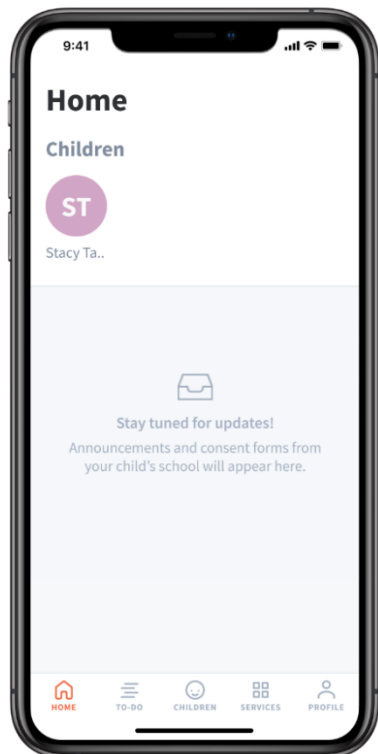 9:41
Home
Children
ST
Stacy Ta..
Stay tuned for updates!
Announcements and consent forms from
your child's school will appear here.
HOME TO-DO CHILDREN SERVICES PROFILE